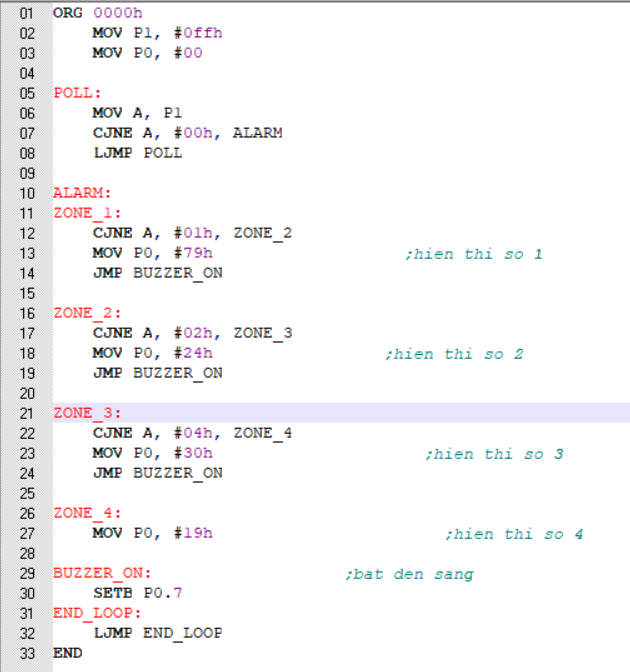 01 ORG 0000h
02 MOV P1, #0ffh
03 MOV P0, #00
04
05 POLL:
06 MOV A, P1
07 CJNE A, #00h, ALARM
08 LJMP POLL
09
10 ALARM:
11 ZONE_1:
12 CJNE A, #01h, ZONE_2
13 MOV P0, #79h ;hien thi so 1
14 JMP BUZZER_ON
15
16 ZONE_2:
17 CJNE A, #02h, ZONE_3
18 MOV P0, #24h ;hien thi so 2
19 JMP BUZZER_ON
20
21 ZONE_3:
22 CJNE A, #04h, ZONE_4
23 MOV P0, #30h ;hien thi so 3
24 JMP BUZZER_ON
25
26 ZONE_4:
27 MOV P0, #19h ;hien thi so 4
28
29 BUZZER_ON: ;bat den sang
30 SETB P0.7
31 END_LOOP:
32 LJMP END_LOOP
33 END